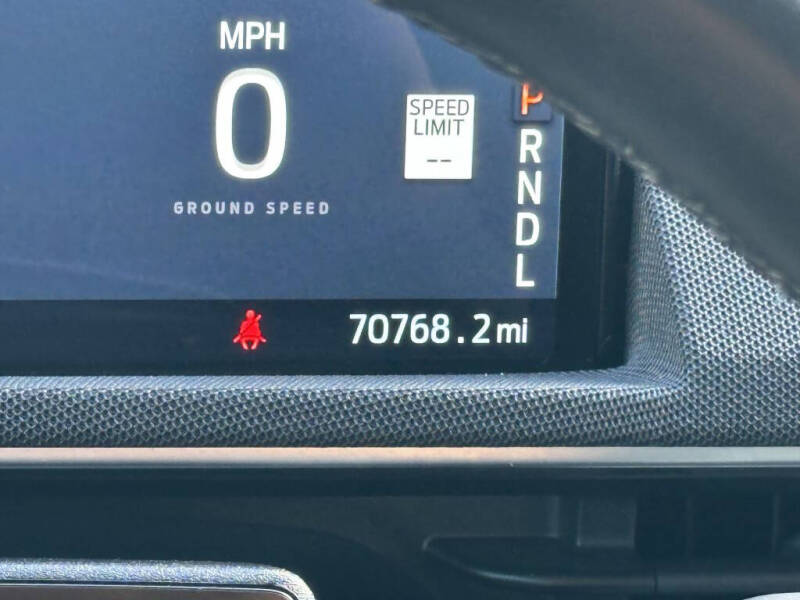 MPH
0
GROUND SPEED
SPEED
LIMIT
--
P
R
N
D
L
70768.2mi